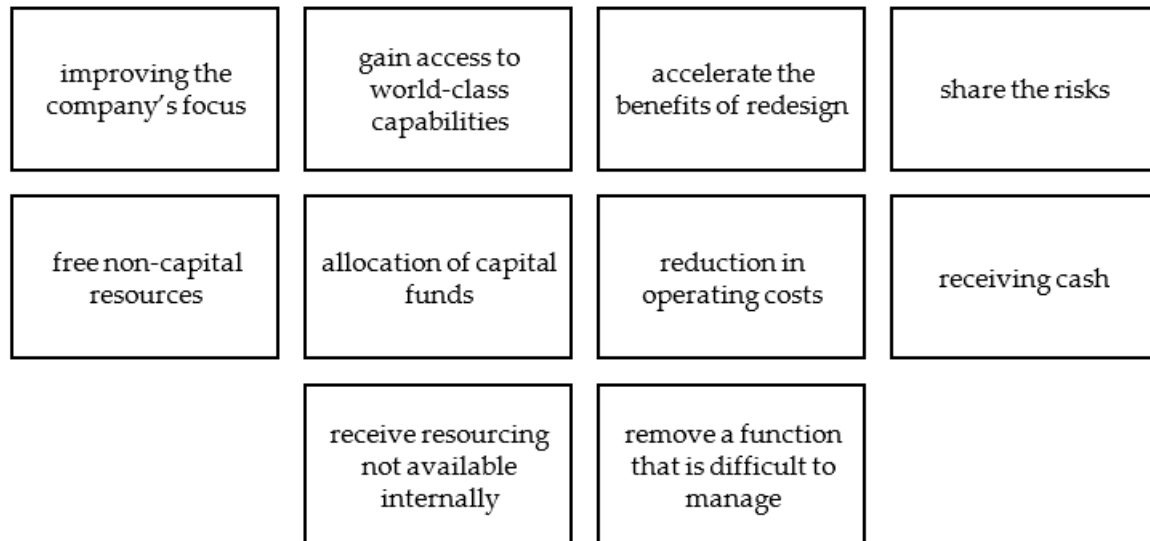 improving the
company's focus
gain access to
world-class
capabilities
accelerate the
benefits of redesign
share the risks
free non-capital
resources
allocation of capital
funds
reduction in
operating costs
receiving cash
receive resourcing
not available
internally
remove a function
that is difficult to
manage